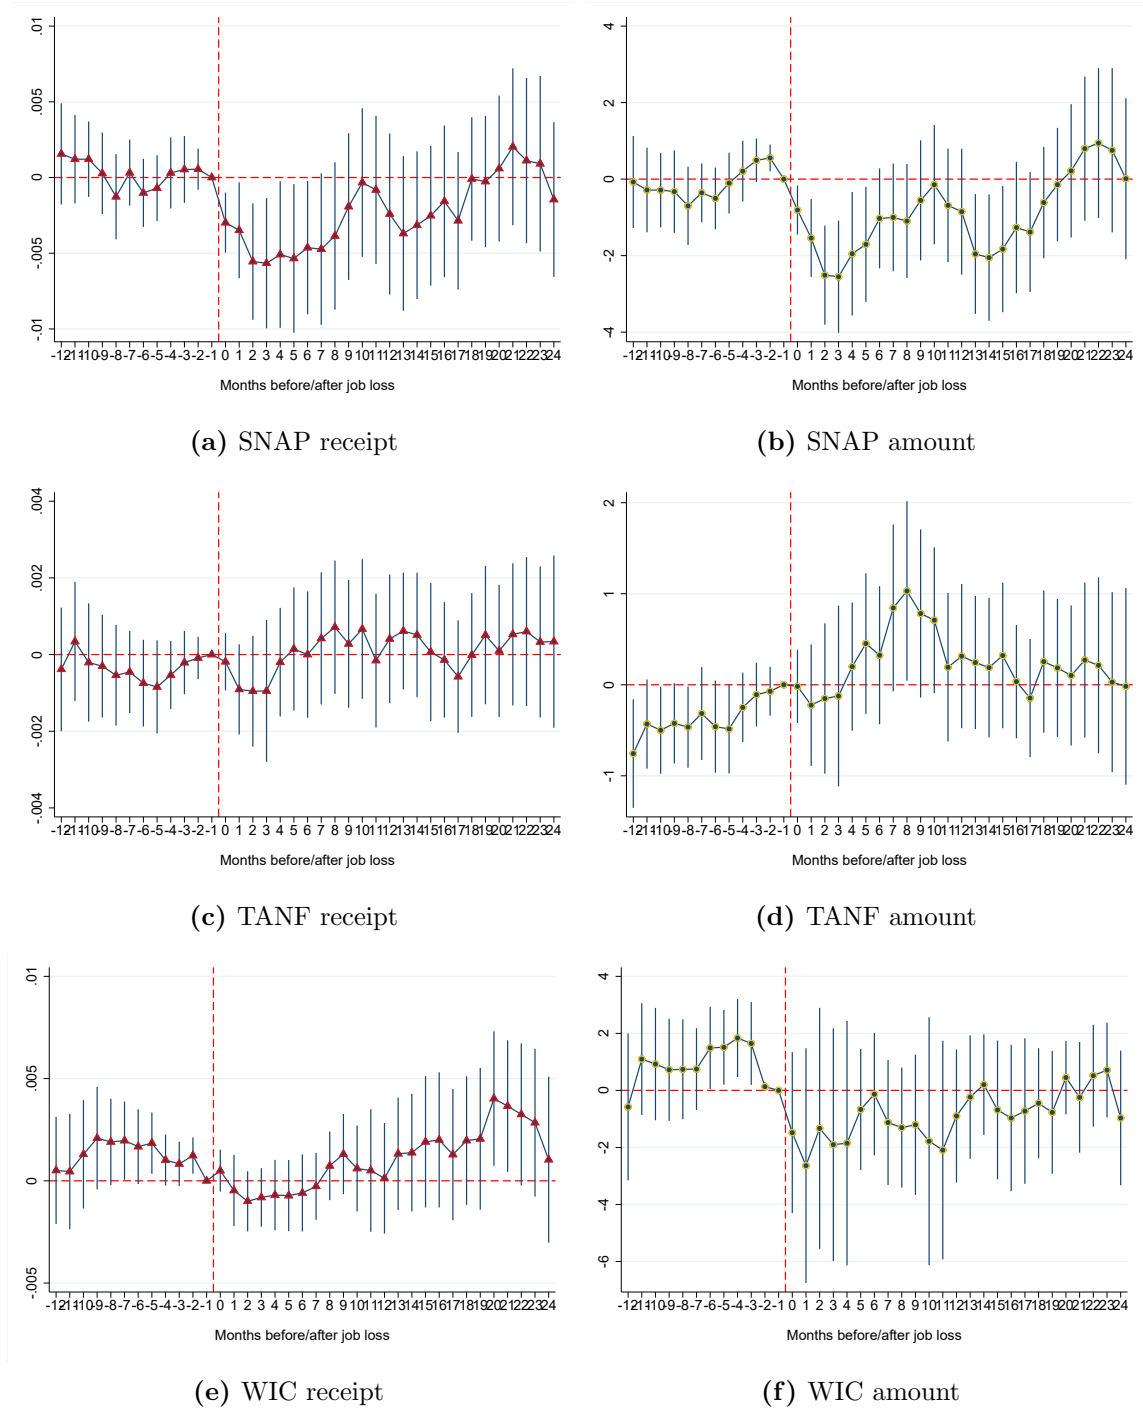 .01
.005
0
-.005
-.01
-12 -11 -10 -9 -8 -7 -6 -5 -4 -3 -2 -1 0 1 2 3 4 5 6 7 8 9 10 11 12 13 14 15 16 17 18 19 20 21 22 23 24
Months before/after job loss
(a) SNAP receipt
4
2
0
-2
-4
-12 -11 -10 -9 -8 -7 -6 -5 -4 -3 -2 -1 0 1 2 3 4 5 6 7 8 9 10 11 12 13 14 15 16 17 18 19 20 21 22 23 24
Months before/after job loss
(b) SNAP amount
.004
.002
0
-.002
-.004
-12 -11 -10 -9 -8 -7 -6 -5 -4 -3 -2 -1 0 1 2 3 4 5 6 7 8 9 10 11 12 13 14 15 16 17 18 19 20 21 22 23 24
Months before/after job loss
(c) TANF receipt
2
1
0
-1
-12 -11 -10 -9 -8 -7 -6 -5 -4 -3 -2 -1 0 1 2 3 4 5 6 7 8 9 10 11 12 13 14 15 16 17 18 19 20 21 22 23 24
Months before/after job loss
(d) TANF amount
.01
.005
0
-.005
-12 -11 -10 -9 -8 -7 -6 -5 -4 -3 -2 -1 0 1 2 3 4 5 6 7 8 9 10 11 12 13 14 15 16 17 18 19 20 21 22 23 24
Months before/after job loss
(e) WIC receipt
4
2
0
-2
-4
-6
-12 -11 -10 -9 -8 -7 -6 -5 -4 -3 -2 -1 0 1 2 3 4 5 6 7 8 9 10 11 12 13 14 15 16 17 18 19 20 21 22 23 24
Months before/after job loss
(f) WIC amount